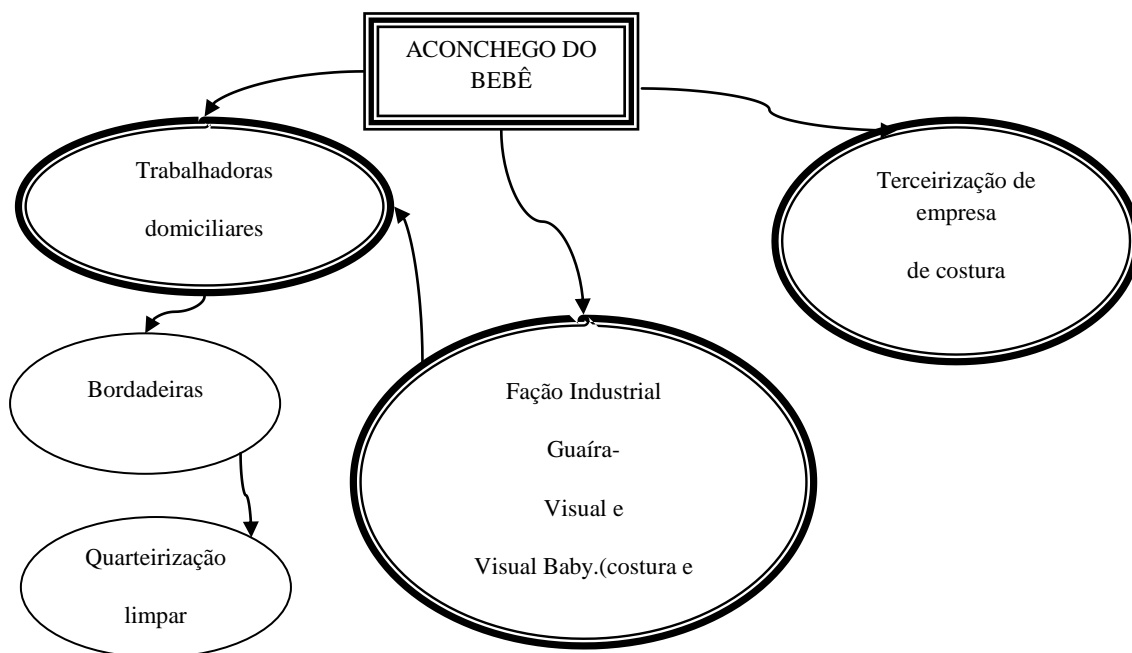 ACONCHEGO DO
BEBÊ
Trabalhadoras
domiciliares
Terceirização de
empresa
de costura
Bordadeiras
Fação Industrial
Guaíra-
Visual e
Visual Baby.(costura e
Quarteirização
limpar